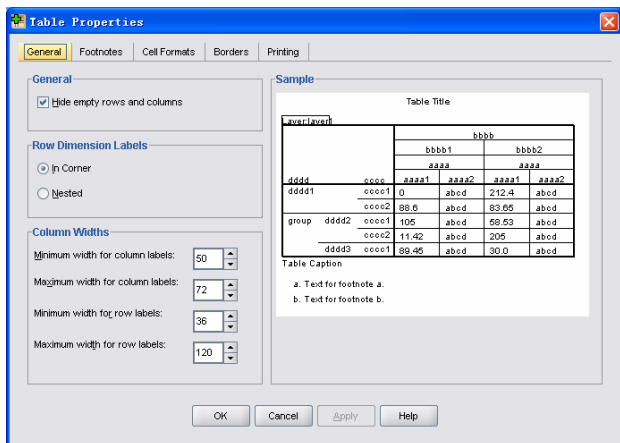 Table Properties
General Footnotes Cell Formats Borders Printing
General
Hide empty rows and columns
Row Dimension Labels
In Corner
Nested
Column Widths
Minimum width for column labels: 50
Maximum width for column labels: 72
Minimum width for row labels: 36
Maximum width for row labels: 120
Sample
Table Title
Layer:layer1
bbbb
bbbb1 bbbb2
aaaa aaaa
dddd cccc aaaa1 aaaa2 aaaa1 aaaa2
dddd1 cccc1 0 abcd 212.4 abcd
cccc2 88.6 abcd 83.65 abcd
group dddd2 cccc1 105 abcd 58.53 abcd
cccc2 11.42 abcd 205 abcd
dddd3 cccc1 89.45 abcd 30.0 abcd
Table Caption
a. Text for footnote a.
b. Text for footnote b.
OK Cancel Apply Help